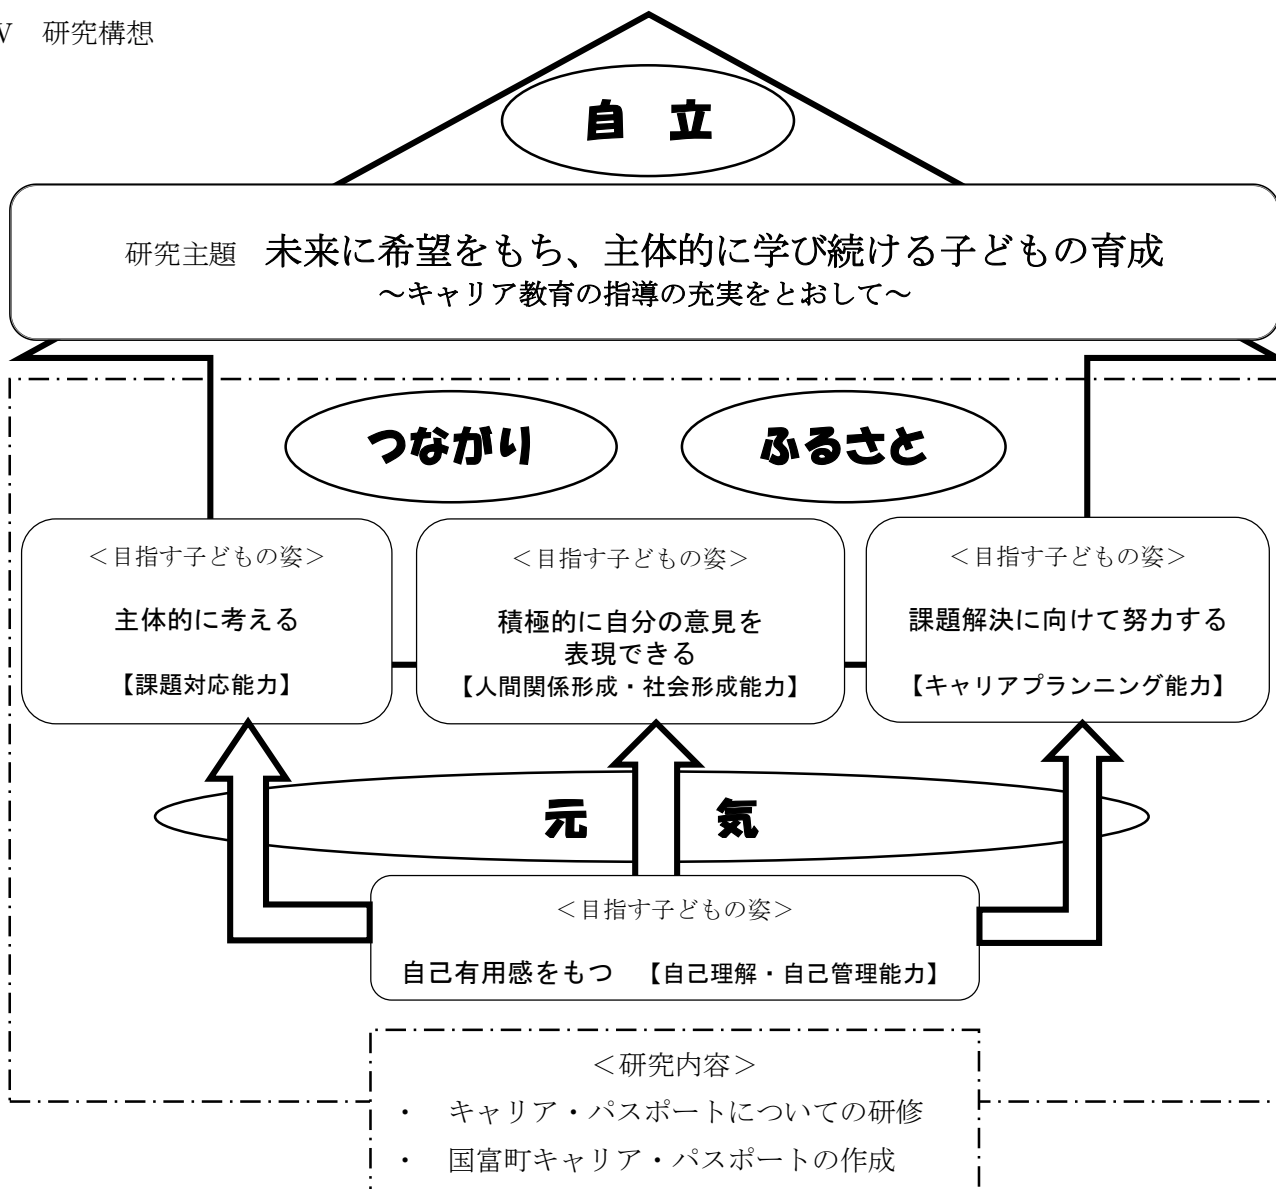 Ⅴ 研究構想
自 立
研究主題 未来に希望をもち、主体的に学び続ける子どもの育成
～キャリア教育の指導の充実をとおして～
つながり
ふるさと
＜目指す子どもの姿＞
主体的に考える
【課題対応能力】
＜目指す子どもの姿＞
積極的に自分の意見を
表現できる
【人間関係形成・社会形成能力】
＜目指す子どもの姿＞
課題解決に向けて努力する
【キャリアプランニング能力】
元 気
＜目指す子どもの姿＞
自己有用感をもつ 【自己理解・自己管理能力】
＜研究内容＞
・ キャリア・パスポートについての研修
・ 国富町キャリア・パスポートの作成